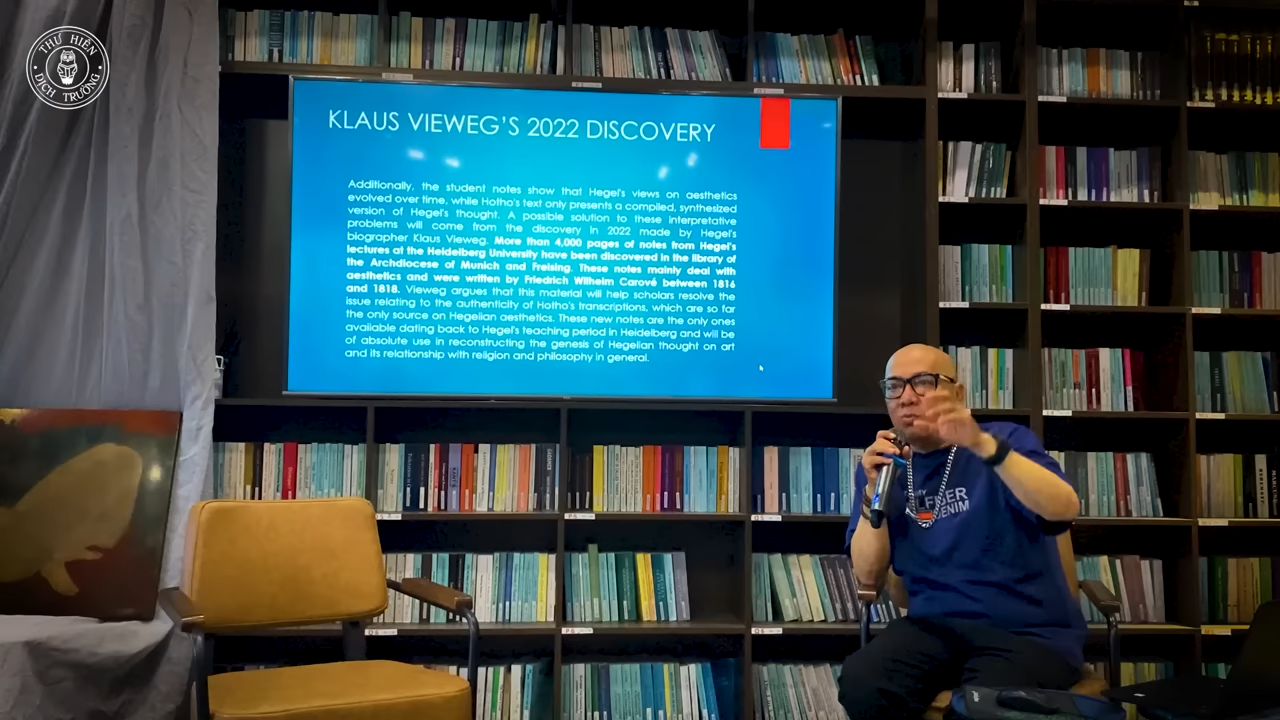 THƯ HIÊN
DỊCH TRƯỜNG
KLAUS VIEWEG'S 2022 DISCOVERY
Additionally, the student notes show that Hegel's views on aesthetics
evolved over time, while Hotho's text only presents a compiled, synthesized
version of Hegel's thought. A possible solution to these interpretative
problems will come from the discovery in 2022 made by Hegel's
biographer Klaus Vieweg. More than 4,000 pages of notes from Hegel's
lectures at the Heidelberg University have been discovered in the library of
the Archdiocese of Munich and Freising. These notes mainly deal with
aesthetics and were written by Friedrich Wilhelm Carové between 1816
and 1818. Vieweg argues that this material will help scholars resolve the
issue relating to the authenticity of Hotho's transcriptions, which are so far
the only source on Hegelian aesthetics. These new notes are the only ones
available dating back to Hegel's teaching period in Heidelberg and will be
of absolute use in reconstructing the genesis of Hegelian thought on art
and its relationship with religion and philosophy in general.
DENIM